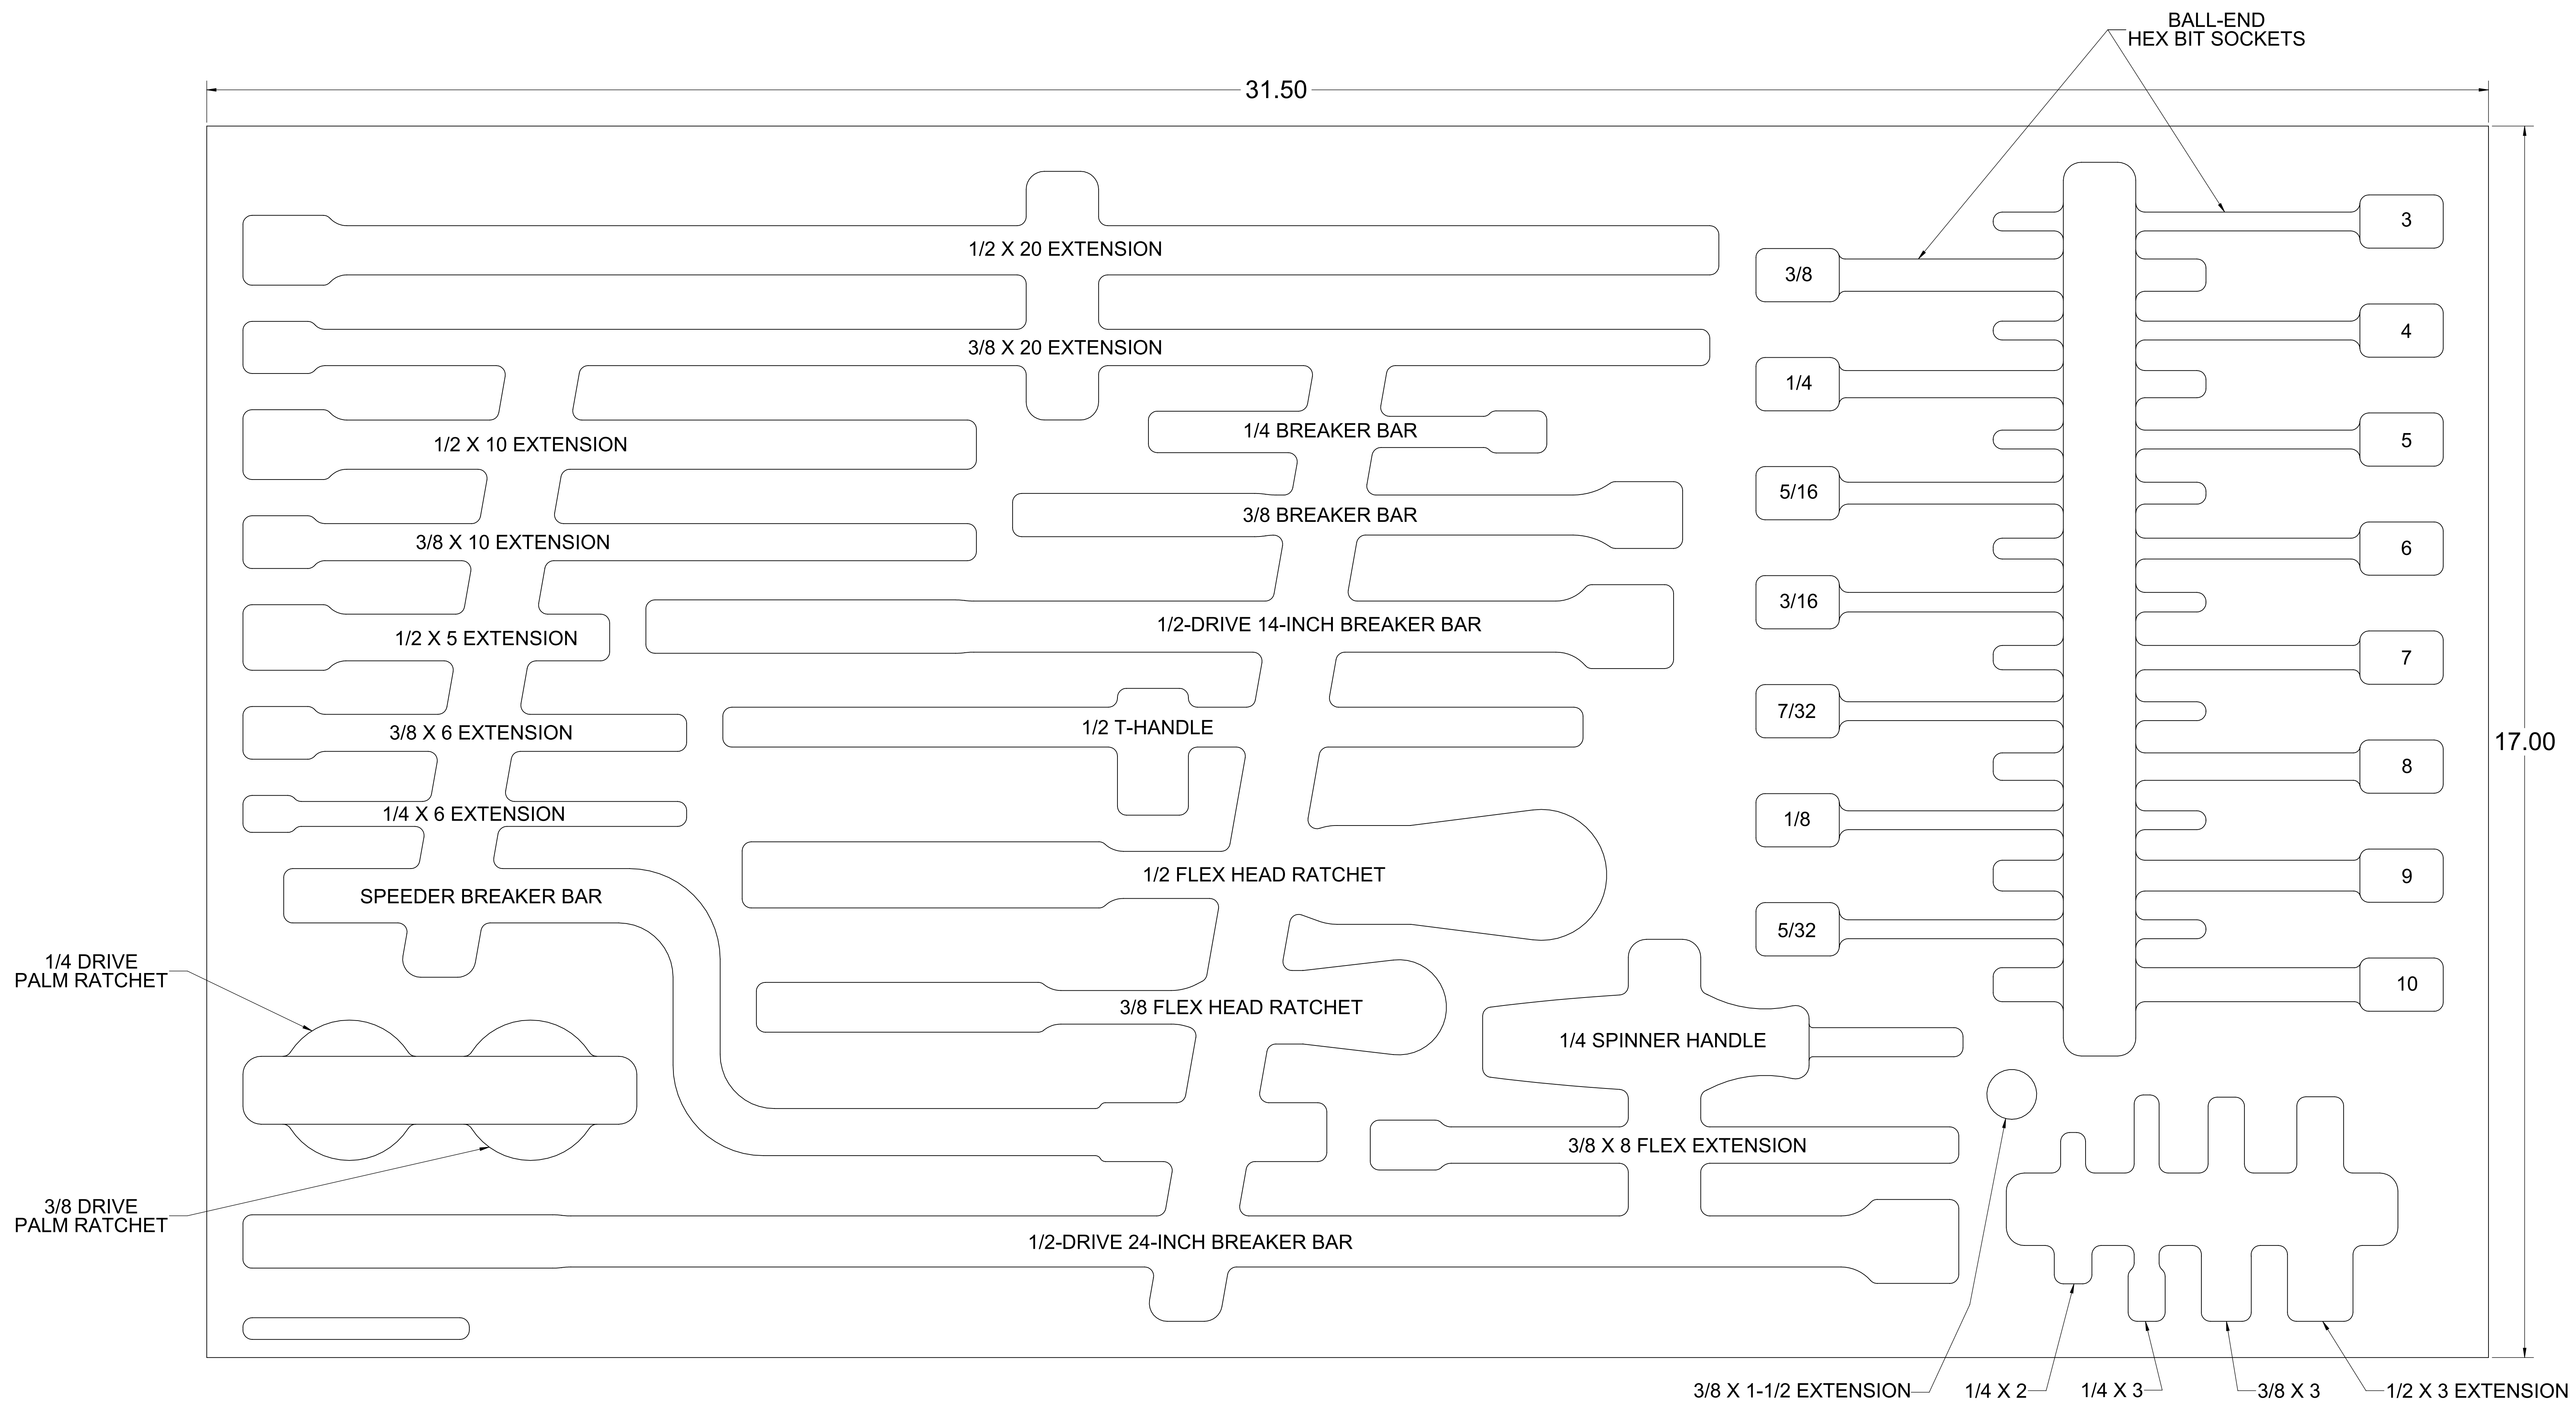 BALL-END
HEX BIT SOCKETS
31.50
17.00
1/2 X 20 EXTENSION
3/8 X 20 EXTENSION
1/2 X 10 EXTENSION
3/8 X 10 EXTENSION
1/2 X 5 EXTENSION
3/8 X 6 EXTENSION
1/4 X 6 EXTENSION
SPEEDER BREAKER BAR
1/4 DRIVE
PALM RATCHET
3/8 DRIVE
PALM RATCHET
1/4 BREAKER BAR
3/8 BREAKER BAR
1/2-DRIVE 14-INCH BREAKER BAR
1/2 T-HANDLE
1/2 FLEX HEAD RATCHET
3/8 FLEX HEAD RATCHET
1/4 SPINNER HANDLE
3/8 X 8 FLEX EXTENSION
1/2-DRIVE 24-INCH BREAKER BAR
3/8
1/4
5/16
3/16
7/32
1/8
5/32
3
4
5
6
7
8
9
10
3/8 X 1-1/2 EXTENSION
1/4 X 2
1/4 X 3
3/8 X 3
1/2 X 3 EXTENSION